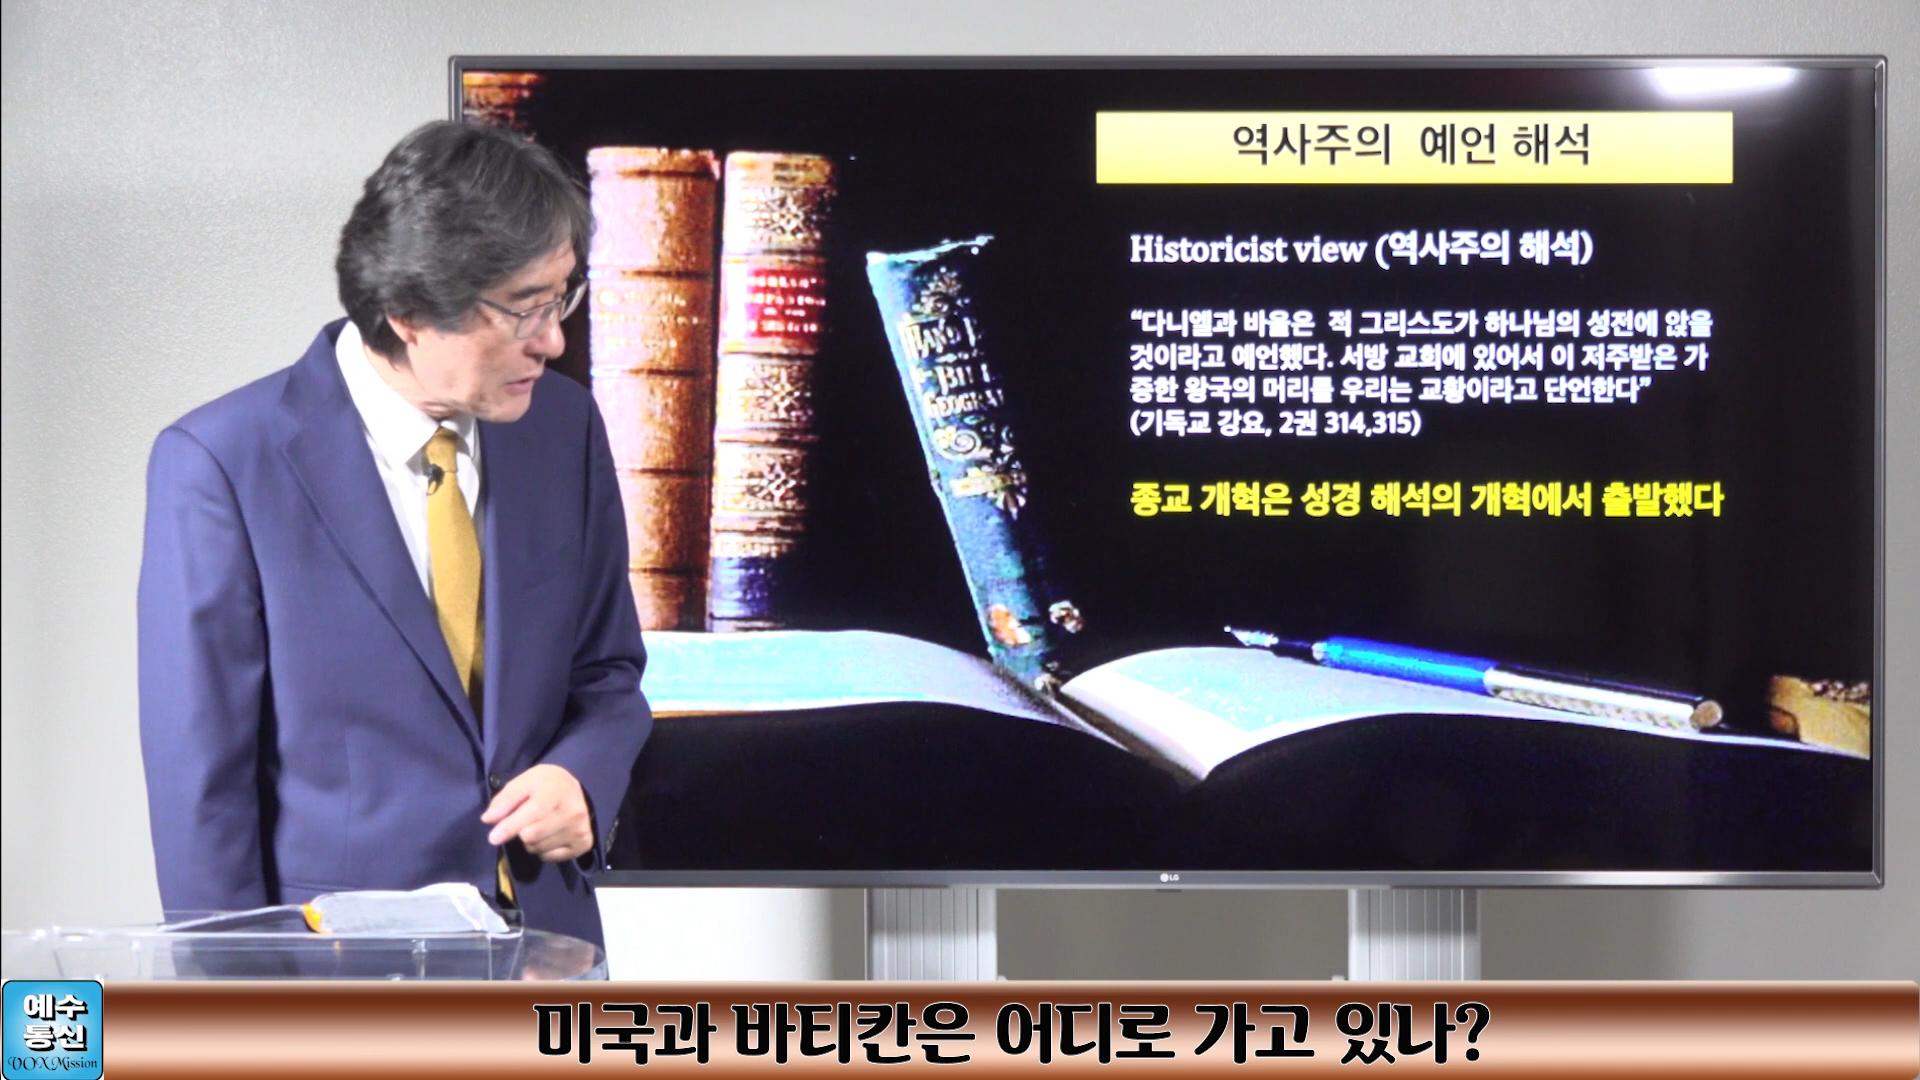 역사주의 예언 해석
Historicist view (역사주의 해석)
“다니엘과 바울은 적 그리스도가 하나님의 성전에 앉을
것이라고 예언했다. 서방 교회에 있어서 이 저주받은 가
증한 왕국의 머리를 우리는 교황이라고 단언한다”
(기독교 강요, 2권 314,315)
종교 개혁은 성경 해석의 개혁에서 출발했다
LG
예수
통신
VOXMission
미국과 바티칸은 어디로 가고 있나?